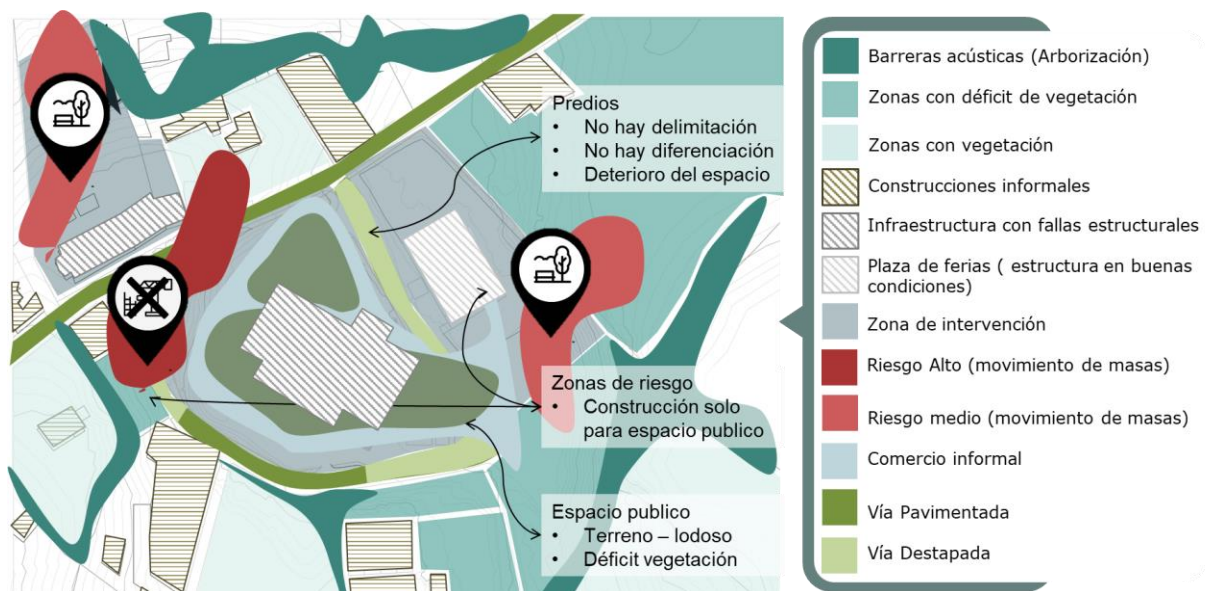 Predios
• No hay delimitación
• No hay diferenciación
• Deterioro del espacio
Zonas de riesgo
• Construcción solo
para espacio publico
Espacio publico
• Terreno – lodoso
• Déficit vegetación
Barreras acústicas (Arborización)
Zonas con déficit de vegetación
Zonas con vegetación
Construcciones informales
Infraestructura con fallas estructurales
Plaza de ferias ( estructura en buenas
condiciones)
Zona de intervención
Riesgo Alto (movimiento de masas)
Riesgo medio (movimiento de masas)
Comercio informal
Vía Pavimentada
Vía Destapada